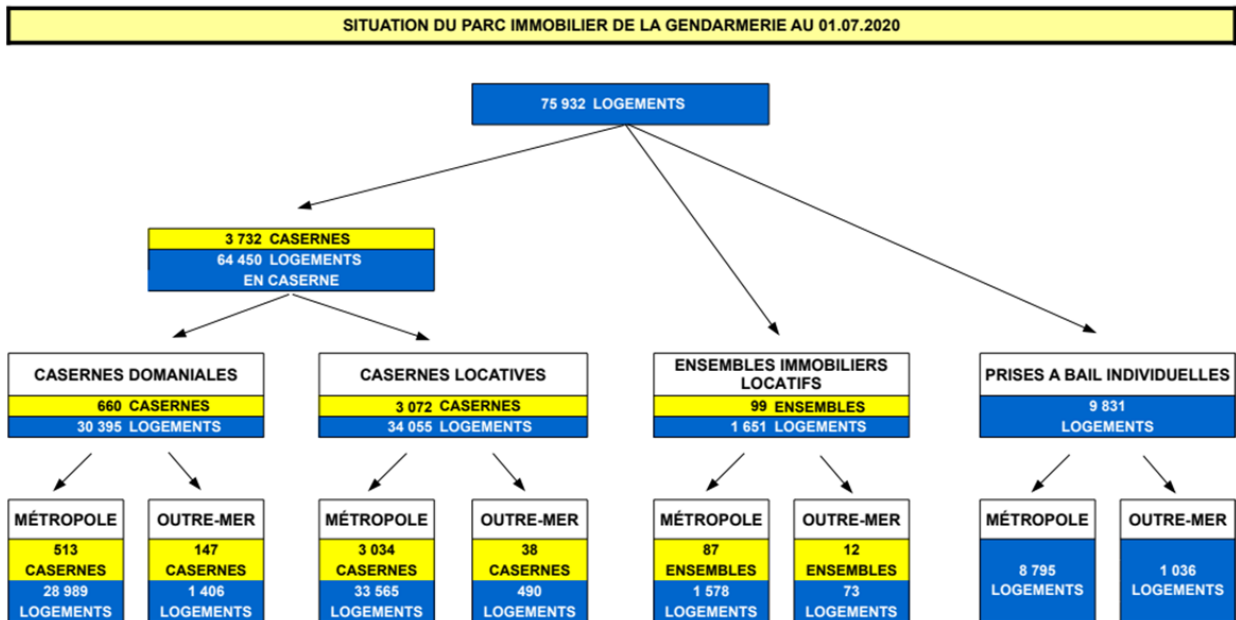 SITUATION DU PARC IMMOBILIER DE LA GENDARMERIE AU 01.07.2020
75 932 LOGEMENTS
3 732 CASERNES
64 450 LOGEMENTS
EN CASERNE
CASERNES DOMANIALES
660 CASERNES
30 395 LOGEMENTS
CASERNES LOCATIVES
3 072 CASERNES
34 055 LOGEMENTS
ENSEMBLES IMMOBILIERS
LOCATIFS
99 ENSEMBLES
1 651 LOGEMENTS
PRISES A BAIL INDIVIDUELLES
9 831
LOGEMENTS
MÉTROPOLE
513
CASERNES
28 989
LOGEMENTS
OUTRE-MER
147
CASERNES
1 406
LOGEMENTS
MÉTROPOLE
3 034
CASERNES
33 565
LOGEMENTS
OUTRE-MER
38
CASERNES
490
LOGEMENTS
MÉTROPOLE
87
ENSEMBLES
1 578
LOGEMENTS
OUTRE-MER
12
ENSEMBLES
73
LOGEMENTS
MÉTROPOLE
8 795
LOGEMENTS
OUTRE-MER
1 036
LOGEMENTS